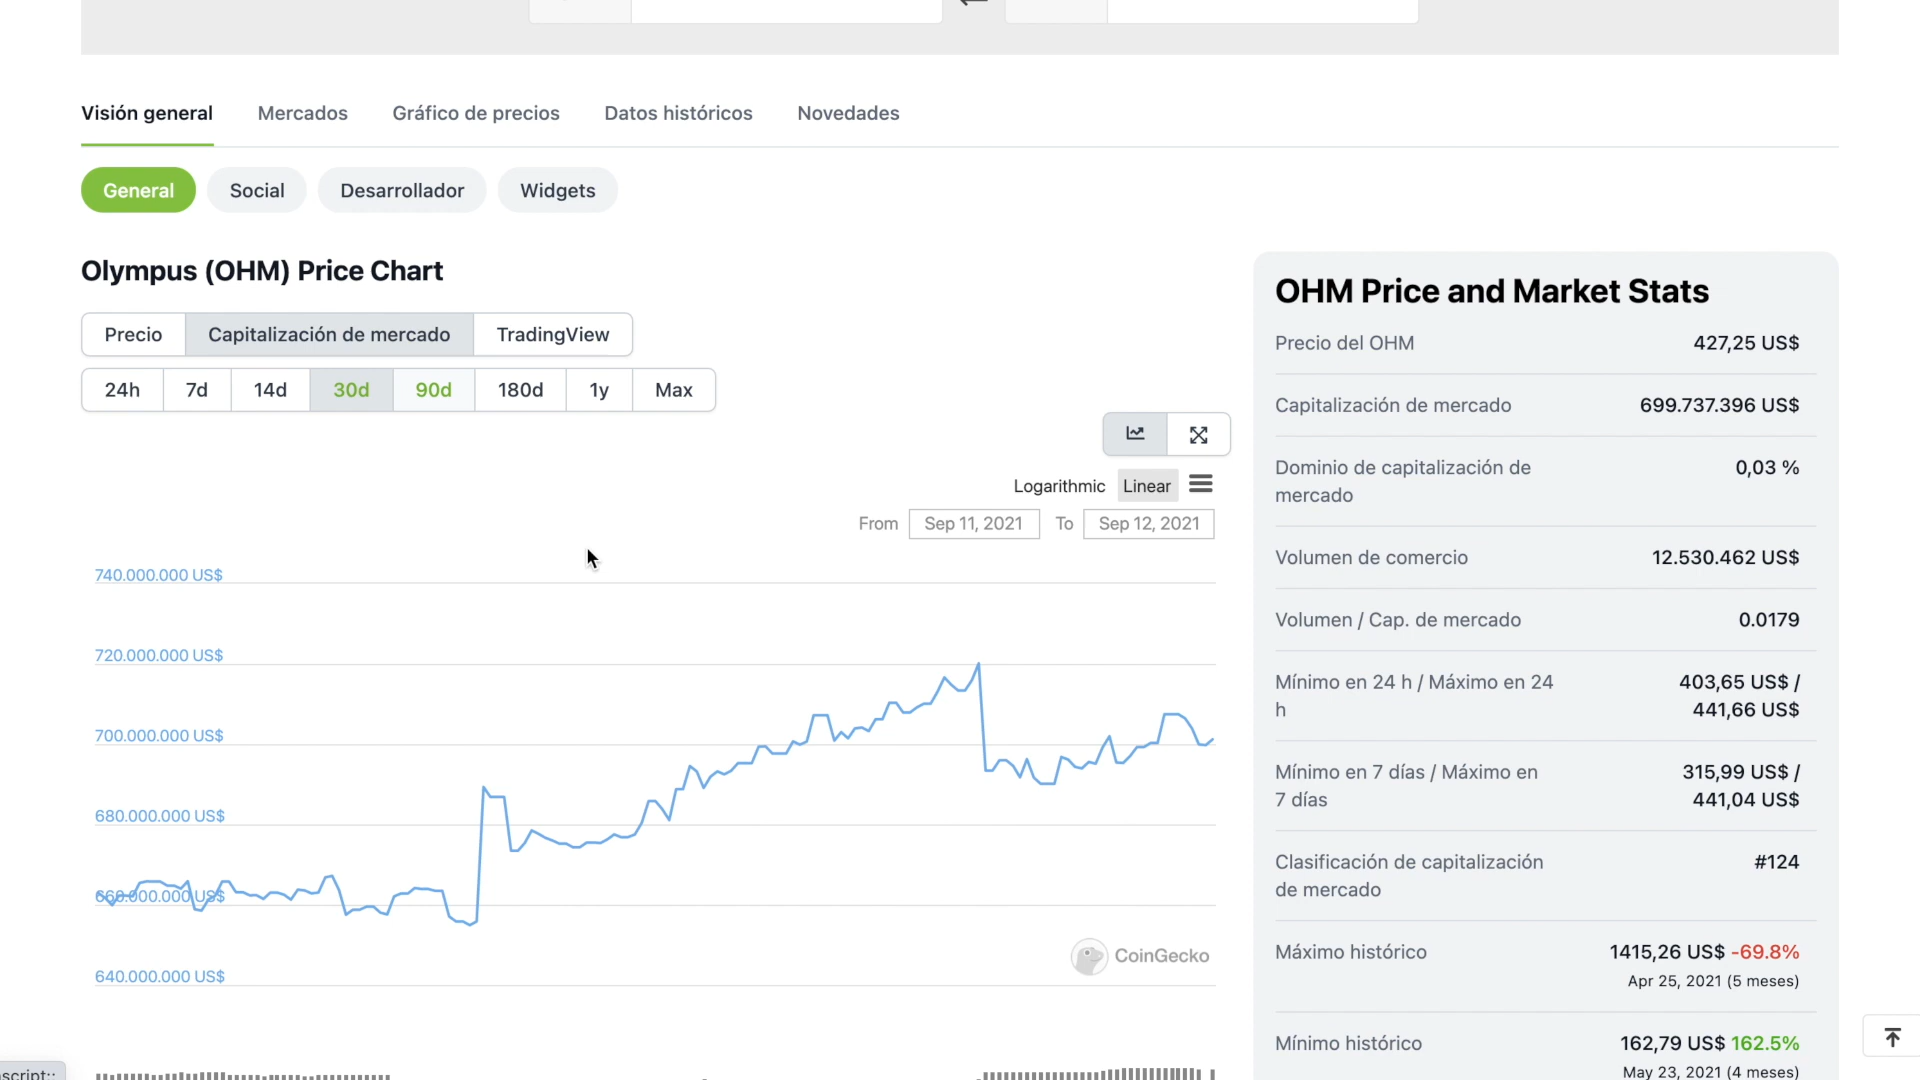 Visión general Mercados Gráfico de precios Datos históricos Novedades
General Social Desarrollador Widgets
Olympus (OHM) Price Chart
Precio Capitalización de mercado TradingView
24h 7d 14d 30d 90d 180d 1y Max
Logarithmic Linear
From Sep 11, 2021 To Sep 12, 2021
740.000.000 US$
720.000.000 US$
700.000.000 US$
680.000.000 US$
660.000.000 US$
640.000.000 US$
CoinGecko
OHM Price and Market Stats
Precio del OHM 427,25 US$
Capitalización de mercado 699.737.396 US$
Dominio de capitalización de 0,03 %
mercado
Volumen de comercio 12.530.462 US$
Volumen / Cap. de mercado 0.0179
Mínimo en 24 h / Máximo en 24 403,65 US$ /
h 441,66 US$
Mínimo en 7 días / Máximo en 315,99 US$ /
7 días 441,04 US$
Clasificación de capitalización #124
de mercado
Máximo histórico 1415,26 US$ -69.8%
Apr 25, 2021 (5 meses)
Mínimo histórico 162,79 US$ 162.5%
May 23, 2021 (4 meses)
script:;